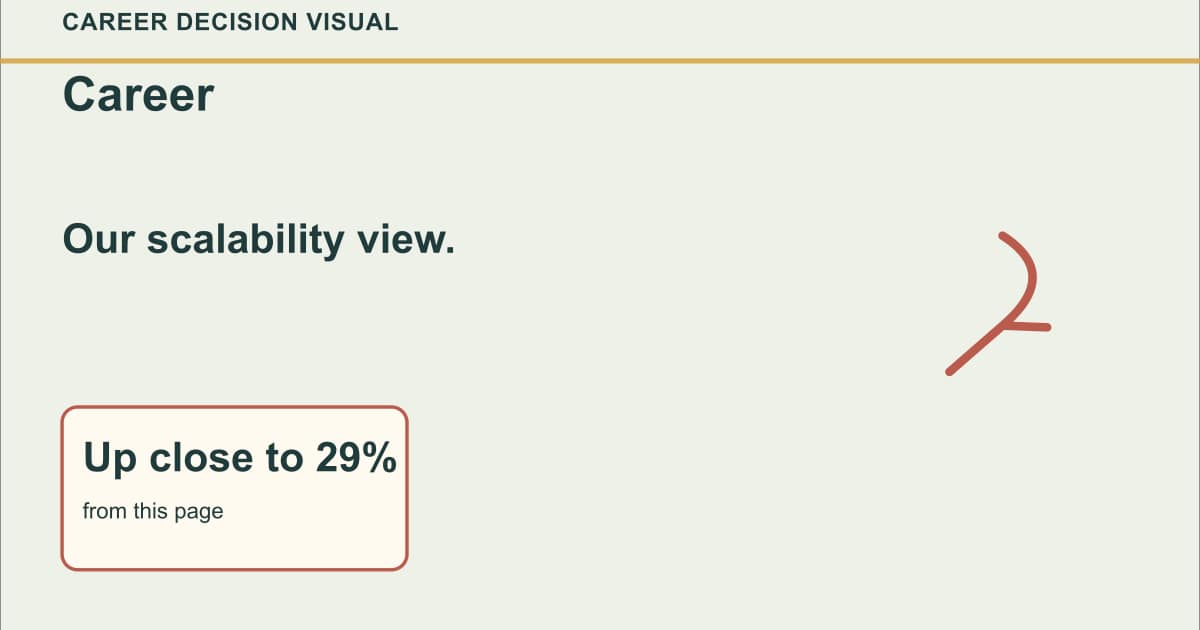 CAREER DECISION VISUAL
Career
Our scalability view.
Up close to 29%
from this page